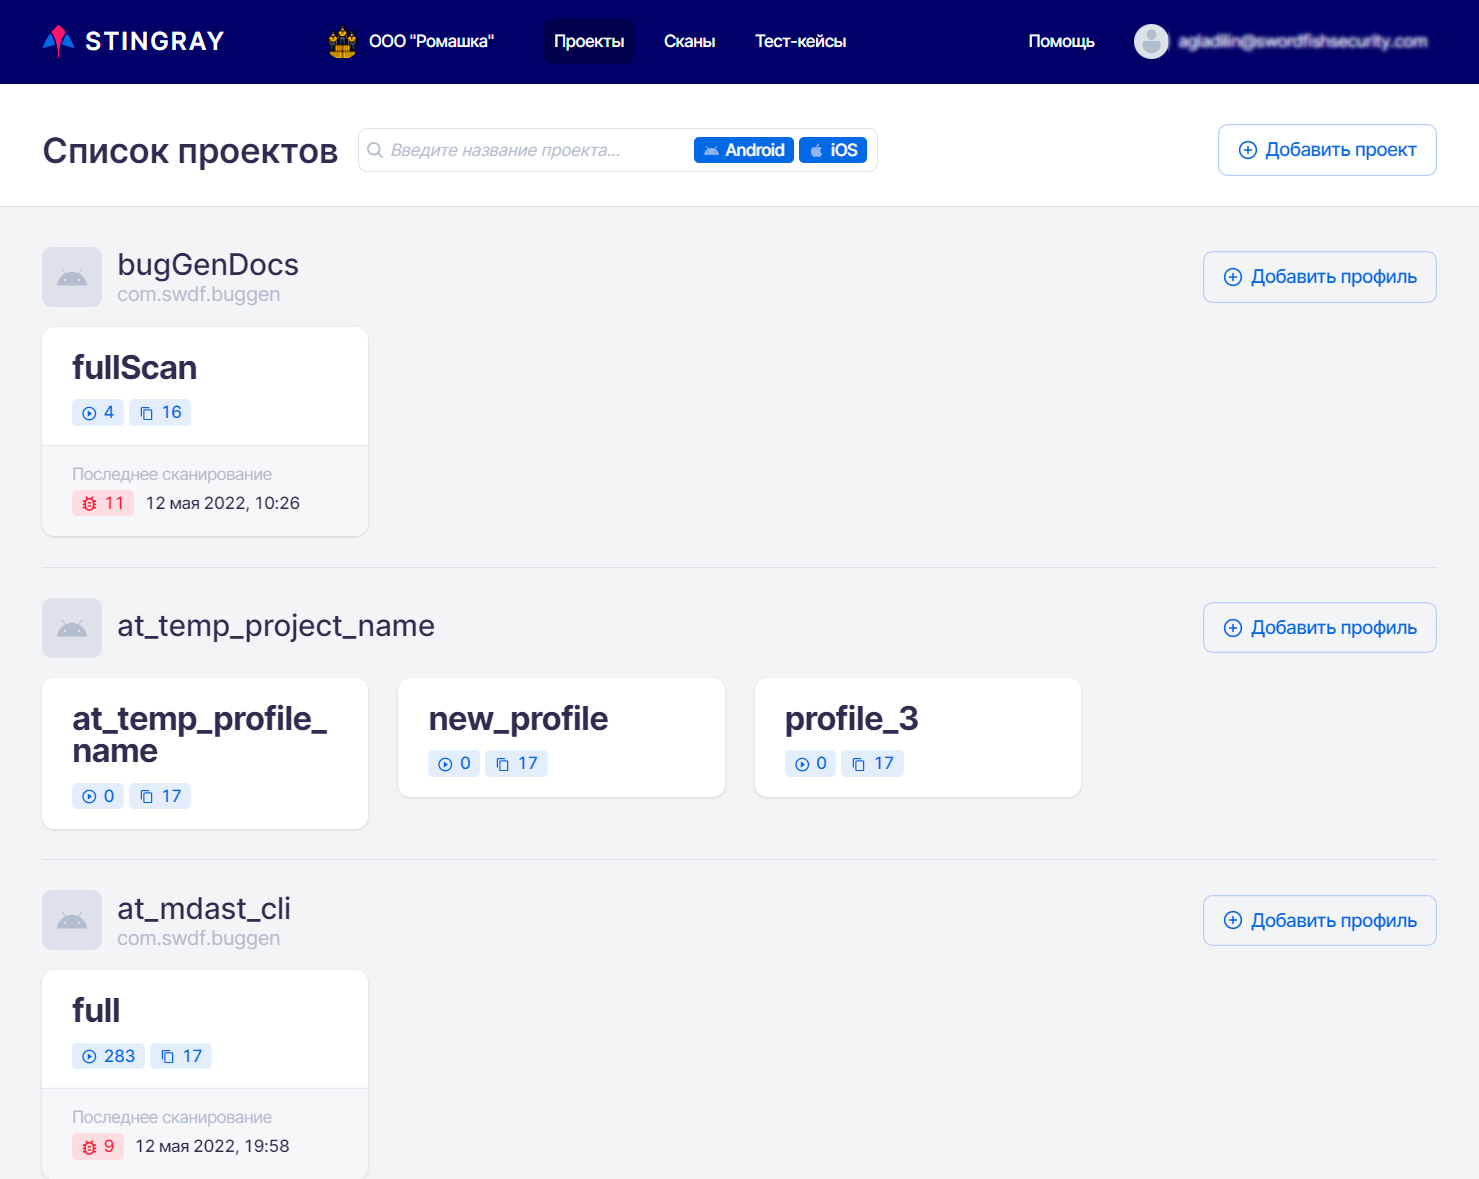 STINGRAY
ООО "Ромашка"
Проекты
Сканы
Тест-кейсы
Помощь
Список проектов
Введите название проекта...
Android
iOS
Добавить проект
bugGenDocs
com.swdf.buggen
Добавить профиль
fullScan
4
16
Последнее сканирование
11
12 мая 2022, 10:26
at_temp_project_name
Добавить профиль
at_temp_profile_
name
0
17
new_profile
0
17
profile_3
0
17
at_mdast_cli
com.swdf.buggen
Добавить профиль
full
283
17
Последнее сканирование
9
12 мая 2022, 19:58